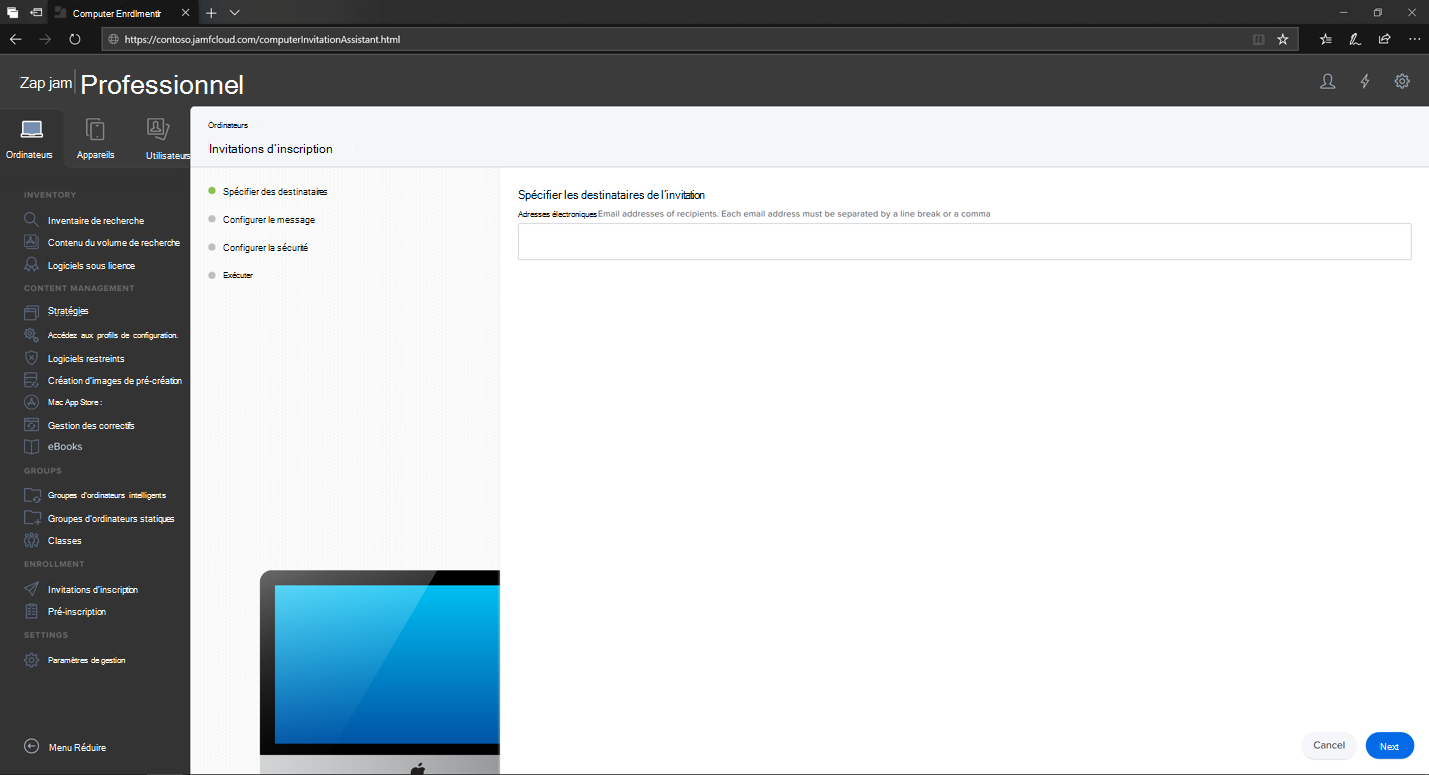 Computer Enrdlmentir
https://contoso.jamfcloud.com/computerInvitationAssistant.html
Zap jam Professionnel
Ordinateurs
Appareils
Utilisateurs
INVENTORY
Inventaire de recherche
Contenu du volume de recherche
Logiciels sous licence
CONTENT MANAGEMENT
Stratégies
Accédez aux profils de configuration.
Logiciels restreints
Création d'images de pré-création
Mac App Store :
Gestion des correctifs
eBooks
GROUPS
Groupes d'ordinateurs intelligents
Groupes d'ordinateurs statiques
Classes
ENROLLMENT
Invitations d'inscription
Pré-inscription
SETTINGS
Paramètres de gestion
Menu Réduire
Ordinateurs
Invitations d'inscription
Spécifier des destinataires
Configurer le message
Configurer la sécurité
Exécuter
Spécifier les destinataires de l'invitation
Adresses électroniques Email addresses of recipients. Each email address must be separated by a line break or a comma
Cancel
Next